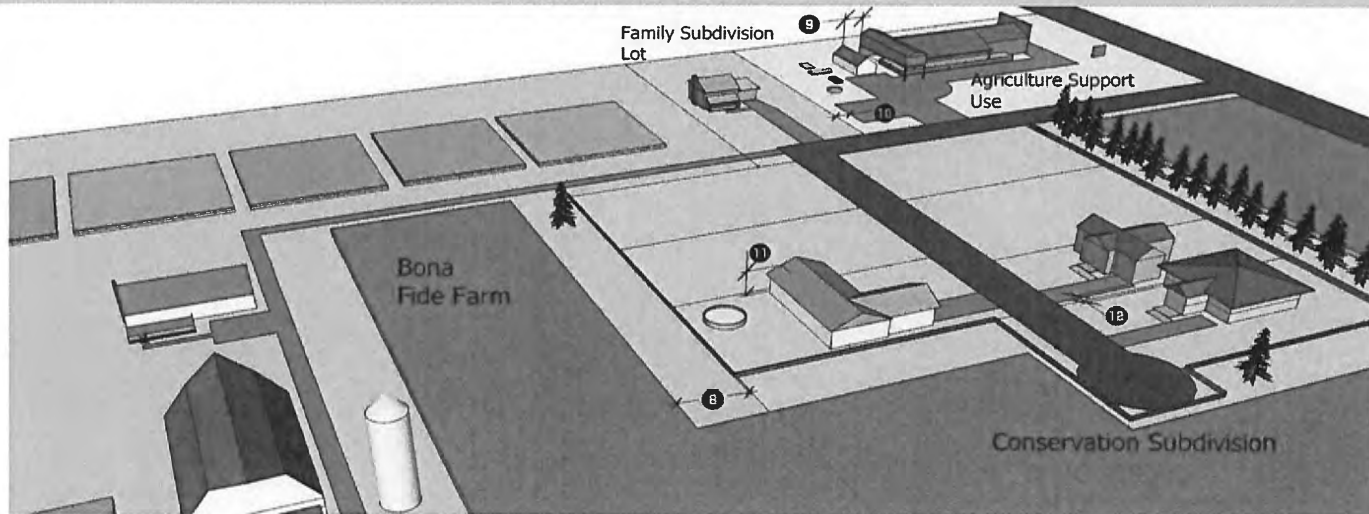 9
Family Subdivision
Lot
Agriculture Support
Use
10
Bona
Fide Farm
11
12
8
Conservation Subdivision